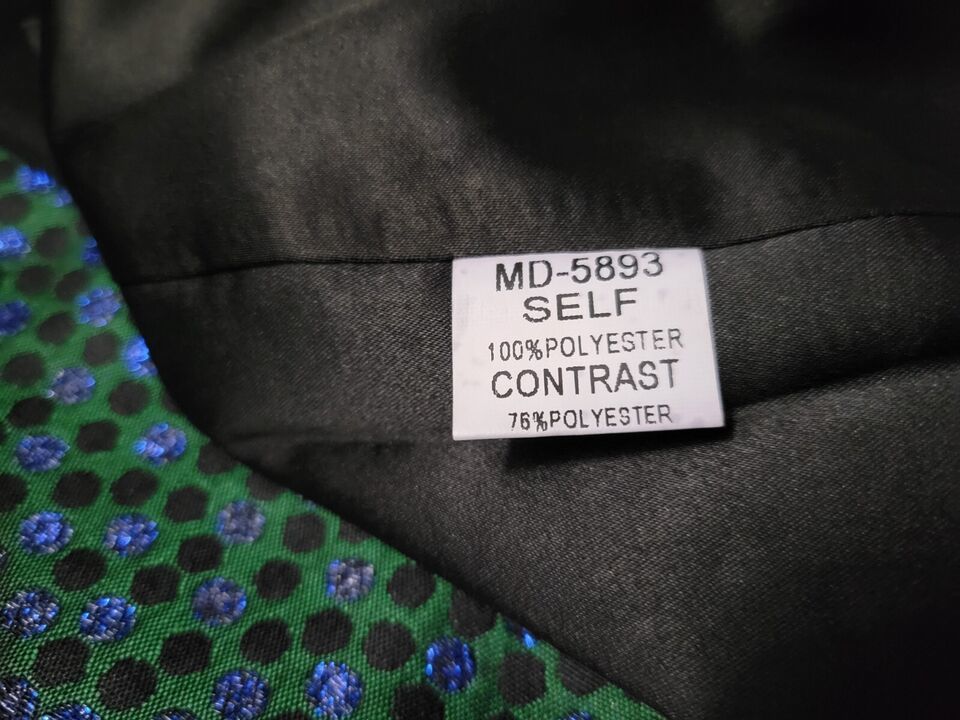 MD-5893
SELF
100%POLYESTER
CONTRAST
76%POLYESTER